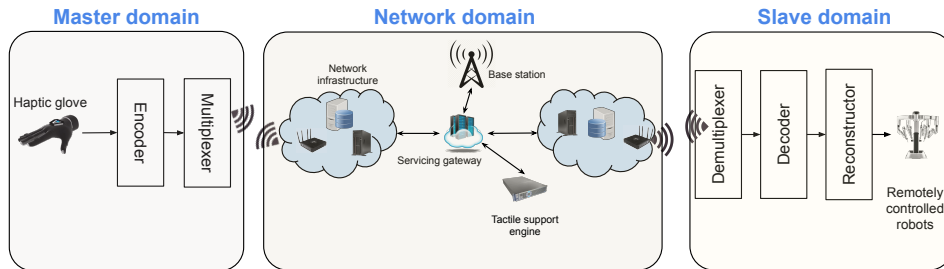 Master domain
Network domain
Slave domain
Haptic glove
Encoder
Multiplexer
Network
infrastructure
Base station
Servicing gateway
Tactile support
engine
Demultiplexer
Decoder
Reconstructor
Remotely
controlled
robots